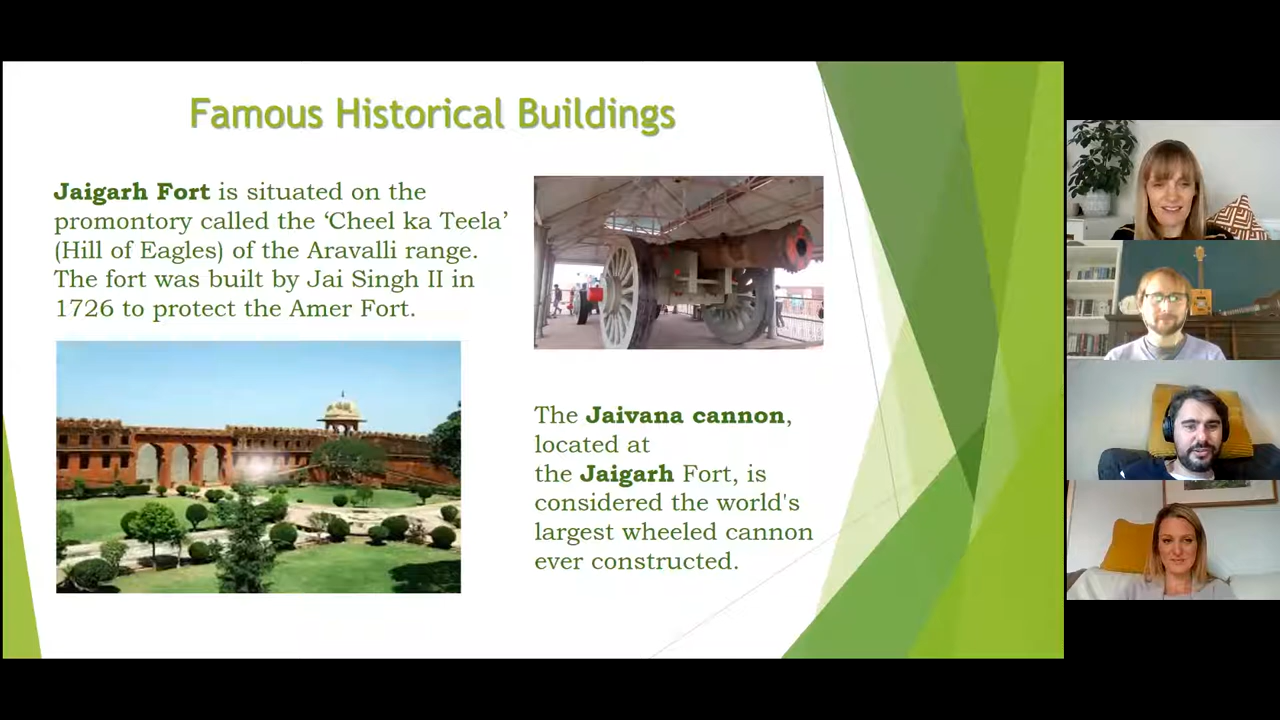 Famous Historical Buildings
Jaigarh Fort is situated on the
promontory called the ‘Cheel ka Teela’
(Hill of Eagles) of the Aravalli range.
The fort was built by Jai Singh II in
1726 to protect the Amer Fort.
The Jaivana cannon,
located at
the Jaigarh Fort, is
considered the world's
largest wheeled cannon
ever constructed.